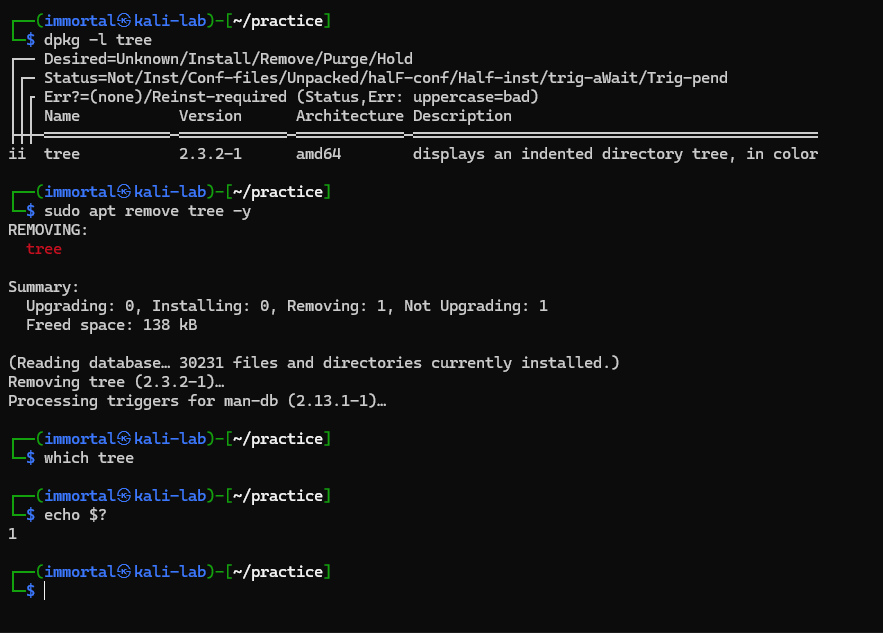 ┌──(immortal㉿kali-lab)-[~/practice]
└─$ dpkg -l tree
Desired=Unknown/Install/Remove/Purge/Hold
Status=Not/Inst/Conf-files/Unpacked/halF-conf/Half-inst/trig-aWait/Trig-pend
Err?=(none)/Reinst-required (Status,Err: uppercase=bad)
Name Version Architecture Description
ii tree 2.3.2-1 amd64 displays an indented directory tree, in color
┌──(immortal㉿kali-lab)-[~/practice]
└─$ sudo apt remove tree -y
REMOVING:
tree
Summary:
Upgrading: 0, Installing: 0, Removing: 1, Not Upgrading: 1
Freed space: 138 kB
(Reading database… 30231 files and directories currently installed.)
Removing tree (2.3.2-1)…
Processing triggers for man-db (2.13.1-1)…
┌──(immortal㉿kali-lab)-[~/practice]
└─$ which tree
┌──(immortal㉿kali-lab)-[~/practice]
└─$ echo $?
1
┌──(immortal㉿kali-lab)-[~/practice]
└─$